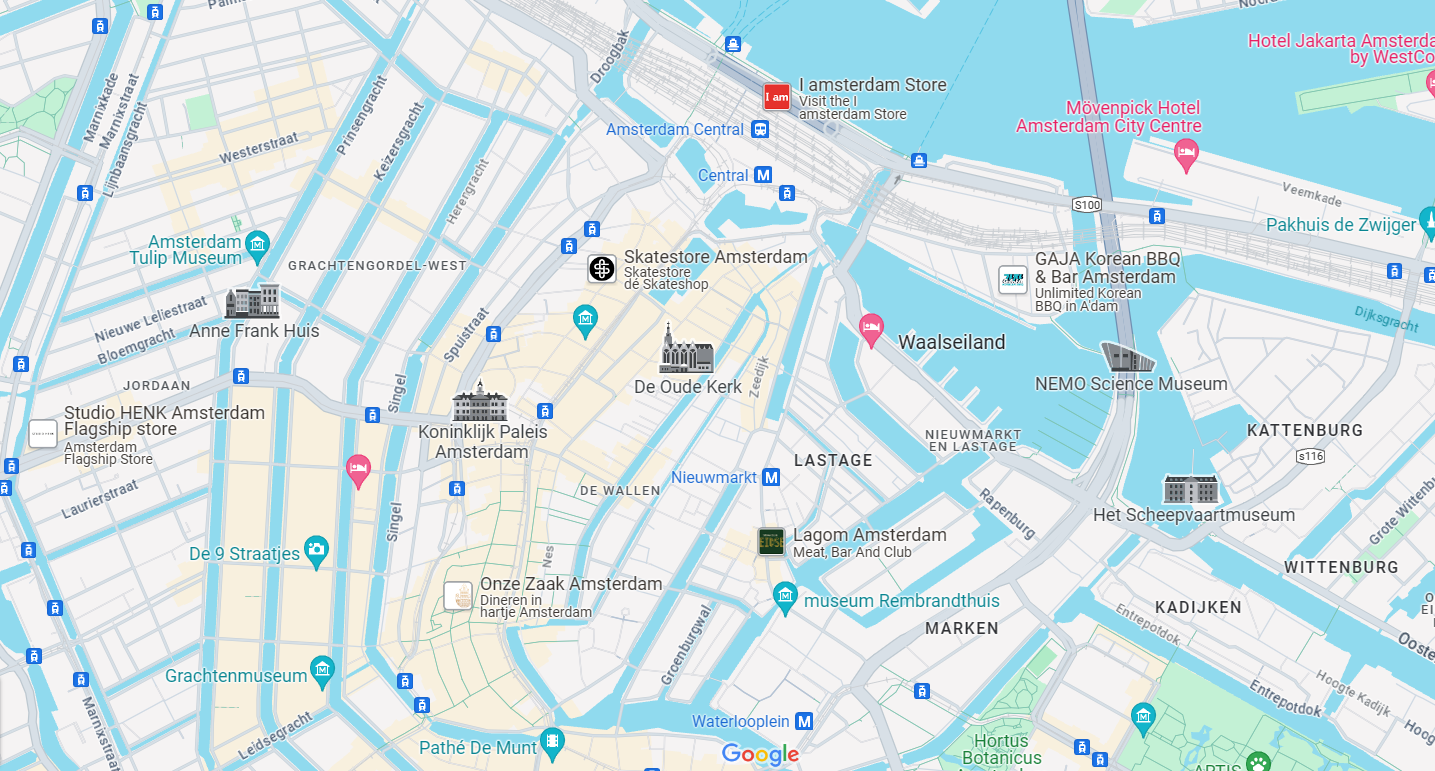 Droogbak
Marnixkade
Marnixstraat
Lijnbaansgracht
Prinsengracht
Keizersgracht
Herengracht
Westerstraat
I am
I amsterdam Store
Visit the I
amsterdam Store
Amsterdam Central
Central
Hotel Jakarta Amsterda
by WestCo
Mövenpick Hotel
Amsterdam City Centre
Veemkade
S100
Pakhuis de Zwijger
Amsterdam
Tulip Museum
GRACHTENGORDEL-WEST
Skatestore Amsterdam
Skatestore
dé Skateshop
GAJA Korean BBQ
& Bar Amsterdam
Unlimited Korean
BBQ in A'dam
Dijksgracht
Nieuwe Leliestraat
Bloemgracht
Anne Frank Huis
Spuistraat
Waalseiland
De Oude Kerk
Zeedijk
NEMO Science Museum
JORDAAN
Singel
Studio HENK Amsterdam
Flagship store
Amsterdam
Flagship Store
Koninklijk Paleis
Amsterdam
NIEUWMARKT
EN LASTAGE
KATTENBURG
s116
LASTAGE
Nieuwmarkt
DE WALLEN
Laurierstraat
Singel
Rapenburg
Het Scheepvaartmuseum
Grote Wittenbu
De 9 Straatjes
Nes
Lagom Amsterdam
Meat, Bar And Club
WITTENBURG
Onze Zaak Amsterdam
Dineren in
hartje Amsterdam
museum Rembrandthuis
KADIJKEN
MARKEN
Entrepotdok
Groenburgwal
Ooste
Grachtenmuseum
Entrepotdok
Hoogte Kadijk
Hoog
Marnixstraat
Leidsegracht
Waterlooplein
Pathé De Munt
Google
Hortus
Botanicus
ARTIS